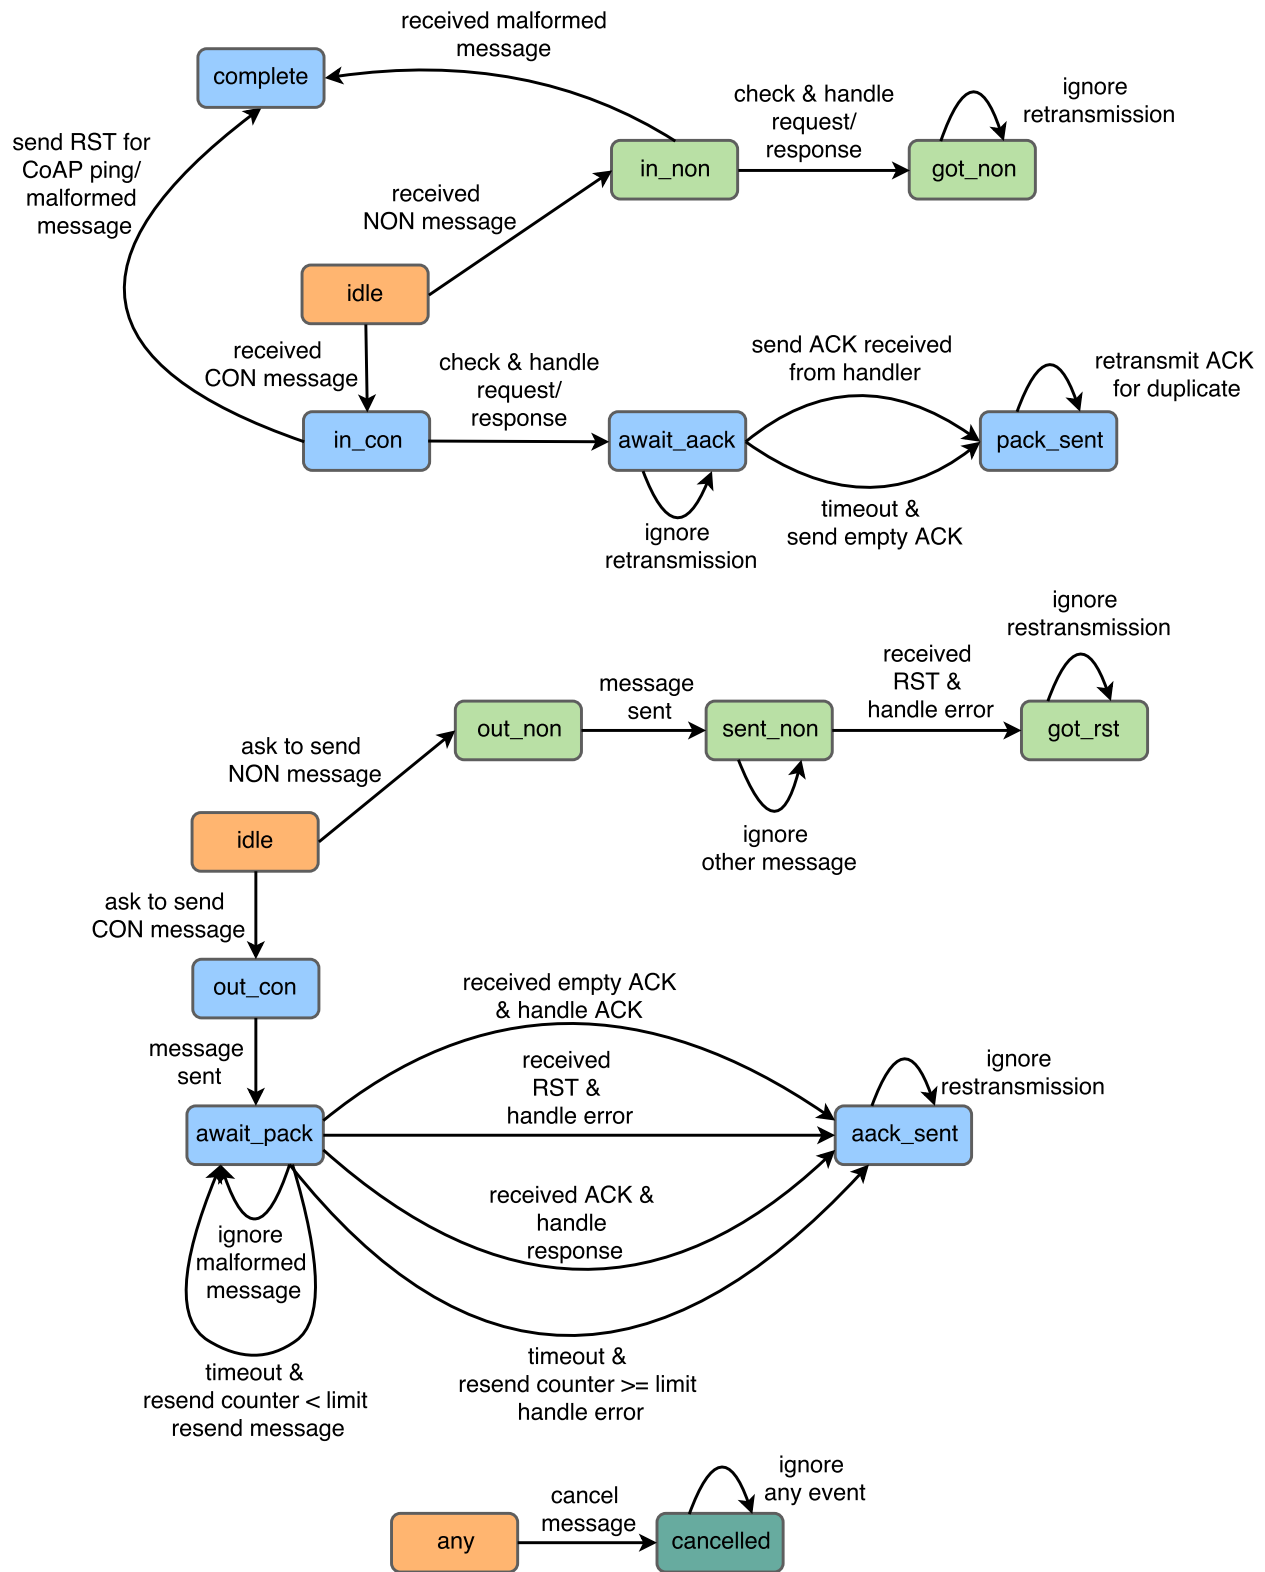 received malformed
message
complete
check & handle
request/
response
ignore
retransmission
send RST for
CoAP ping/
malformed
message
in_non
got_non
received
NON message
idle
received
CON message
check & handle
request/
response
send ACK received
from handler
retransmit ACK
for duplicate
in_con
await_aack
pack_sent
ignore
retransmission
timeout &
send empty ACK
ignore
restransmission
received
RST &
handle error
message
sent
out_non
sent_non
got_rst
ask to send
NON message
ignore
other message
idle
ask to send
CON message
out_con
received empty ACK
& handle ACK
message
sent
received
RST &
handle error
ignore
restransmission
await_pack
aack_sent
received ACK &
handle
response
ignore
malformed
message
timeout &
resend counter < limit
resend message
timeout &
resend counter >= limit
handle error
ignore
any event
cancel
message
any
cancelled